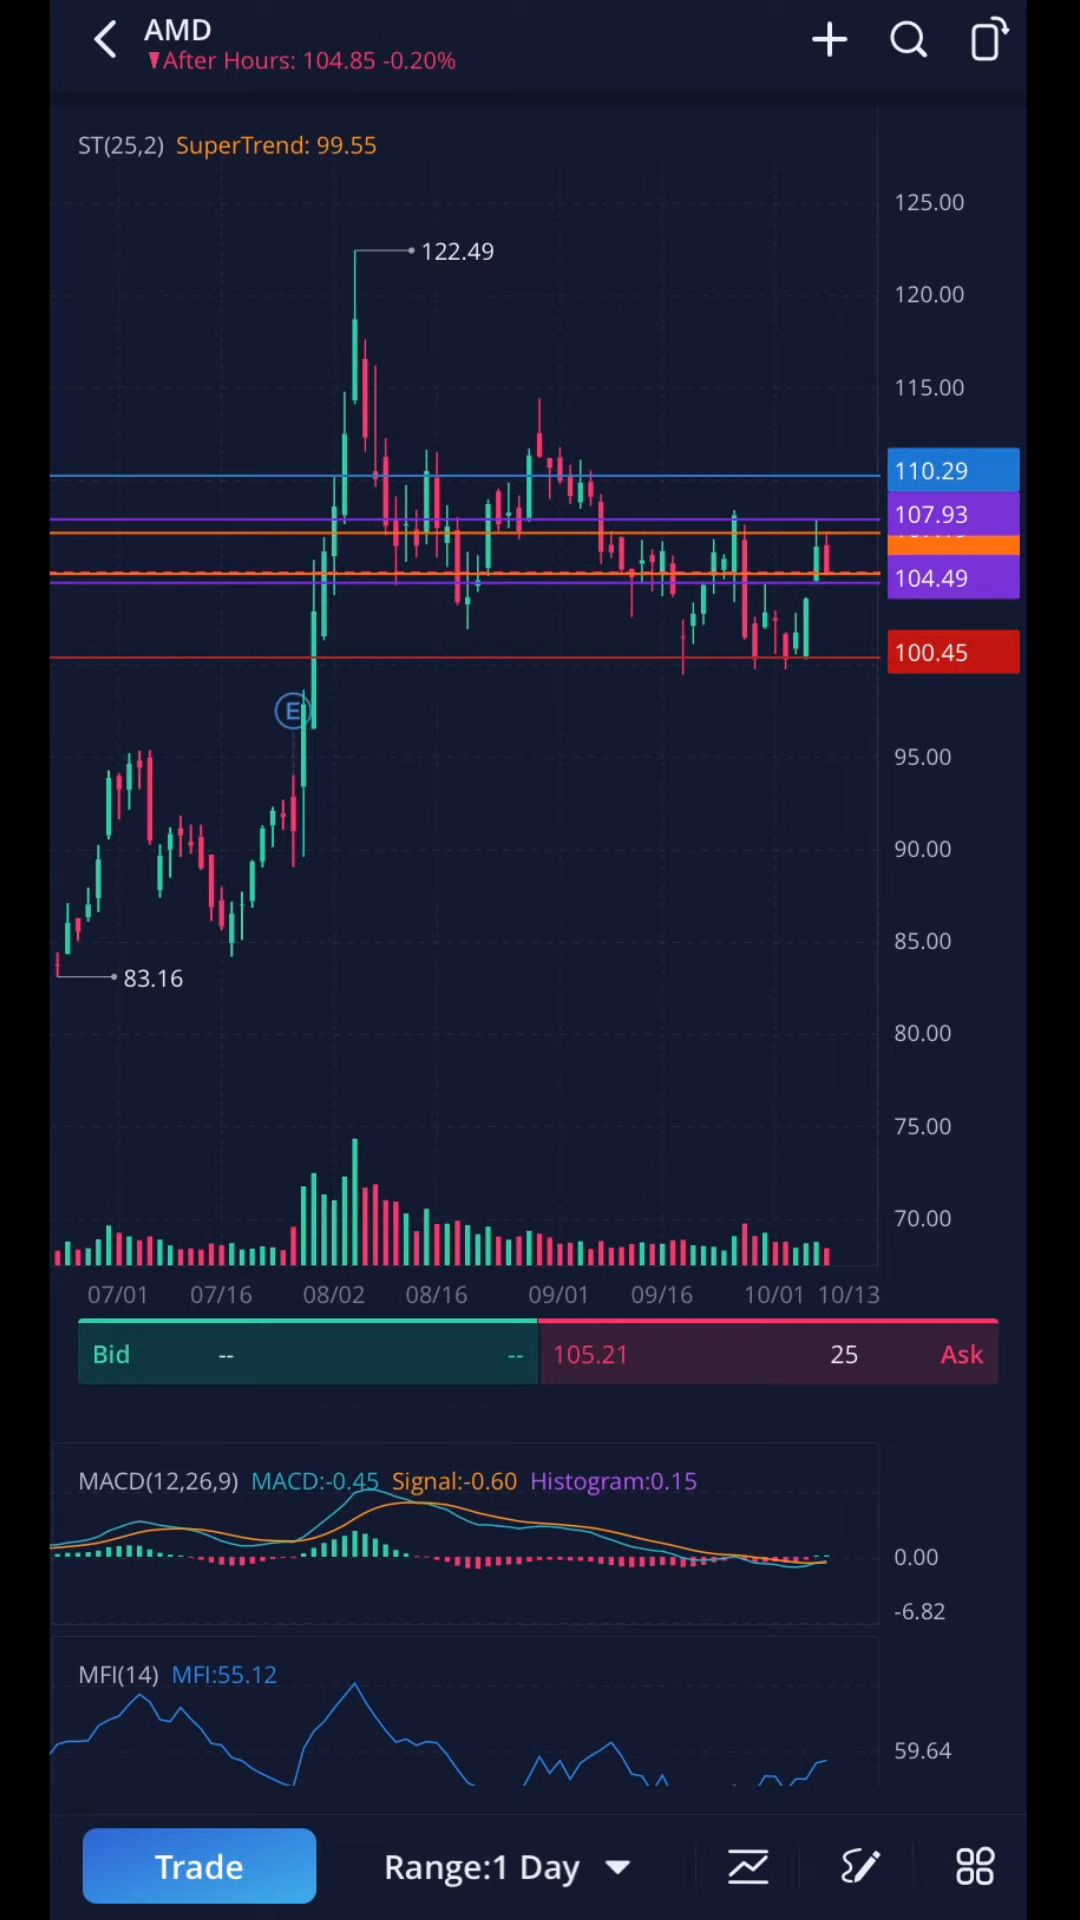 AMD
▼After Hours: 104.85 -0.20%
ST(25,2) SuperTrend: 99.55
125.00
122.49
120.00
115.00
110.29
107.93
104.49
100.45
E
95.00
90.00
85.00
83.16
80.00
75.00
70.00
07/01 07/16 08/02 08/16 09/01 09/16 10/01 10/13
Bid -- -- 105.21 25 Ask
MACD(12,26,9) MACD:-0.45 Signal:-0.60 Histogram:0.15
0.00
-6.82
MFI(14) MFI:55.12
59.64
Trade Range:1 Day